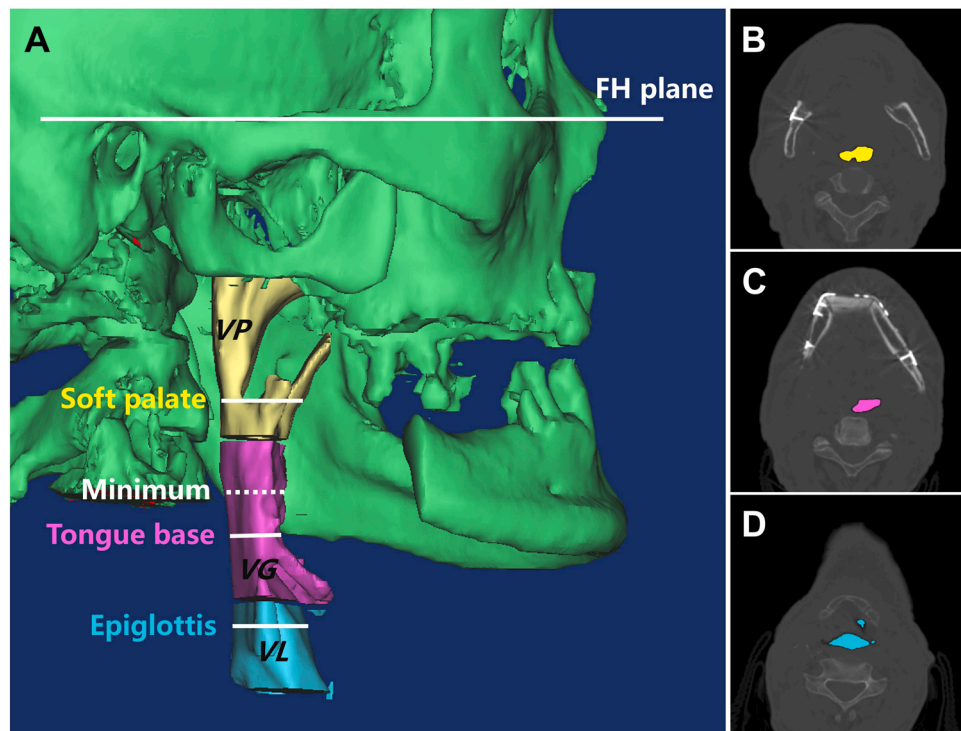 A
FH plane
VP
Soft palate
Minimum
Tongue base
VG
Epiglottis
VL
B
C
D